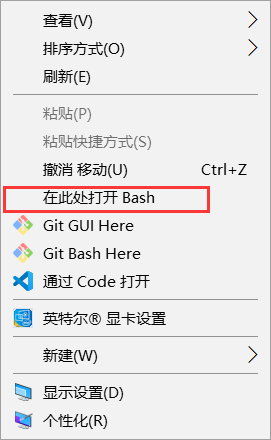 查看(V)
排序方式(O)
刷新(E)
粘贴(P)
粘贴快捷方式(S)
撤消 移动(U) Ctrl+Z
在此处打开 Bash
Git GUI Here
Git Bash Here
通过 Code 打开
英特尔® 显卡设置
新建(W)
显示设置(D)
个性化(R)